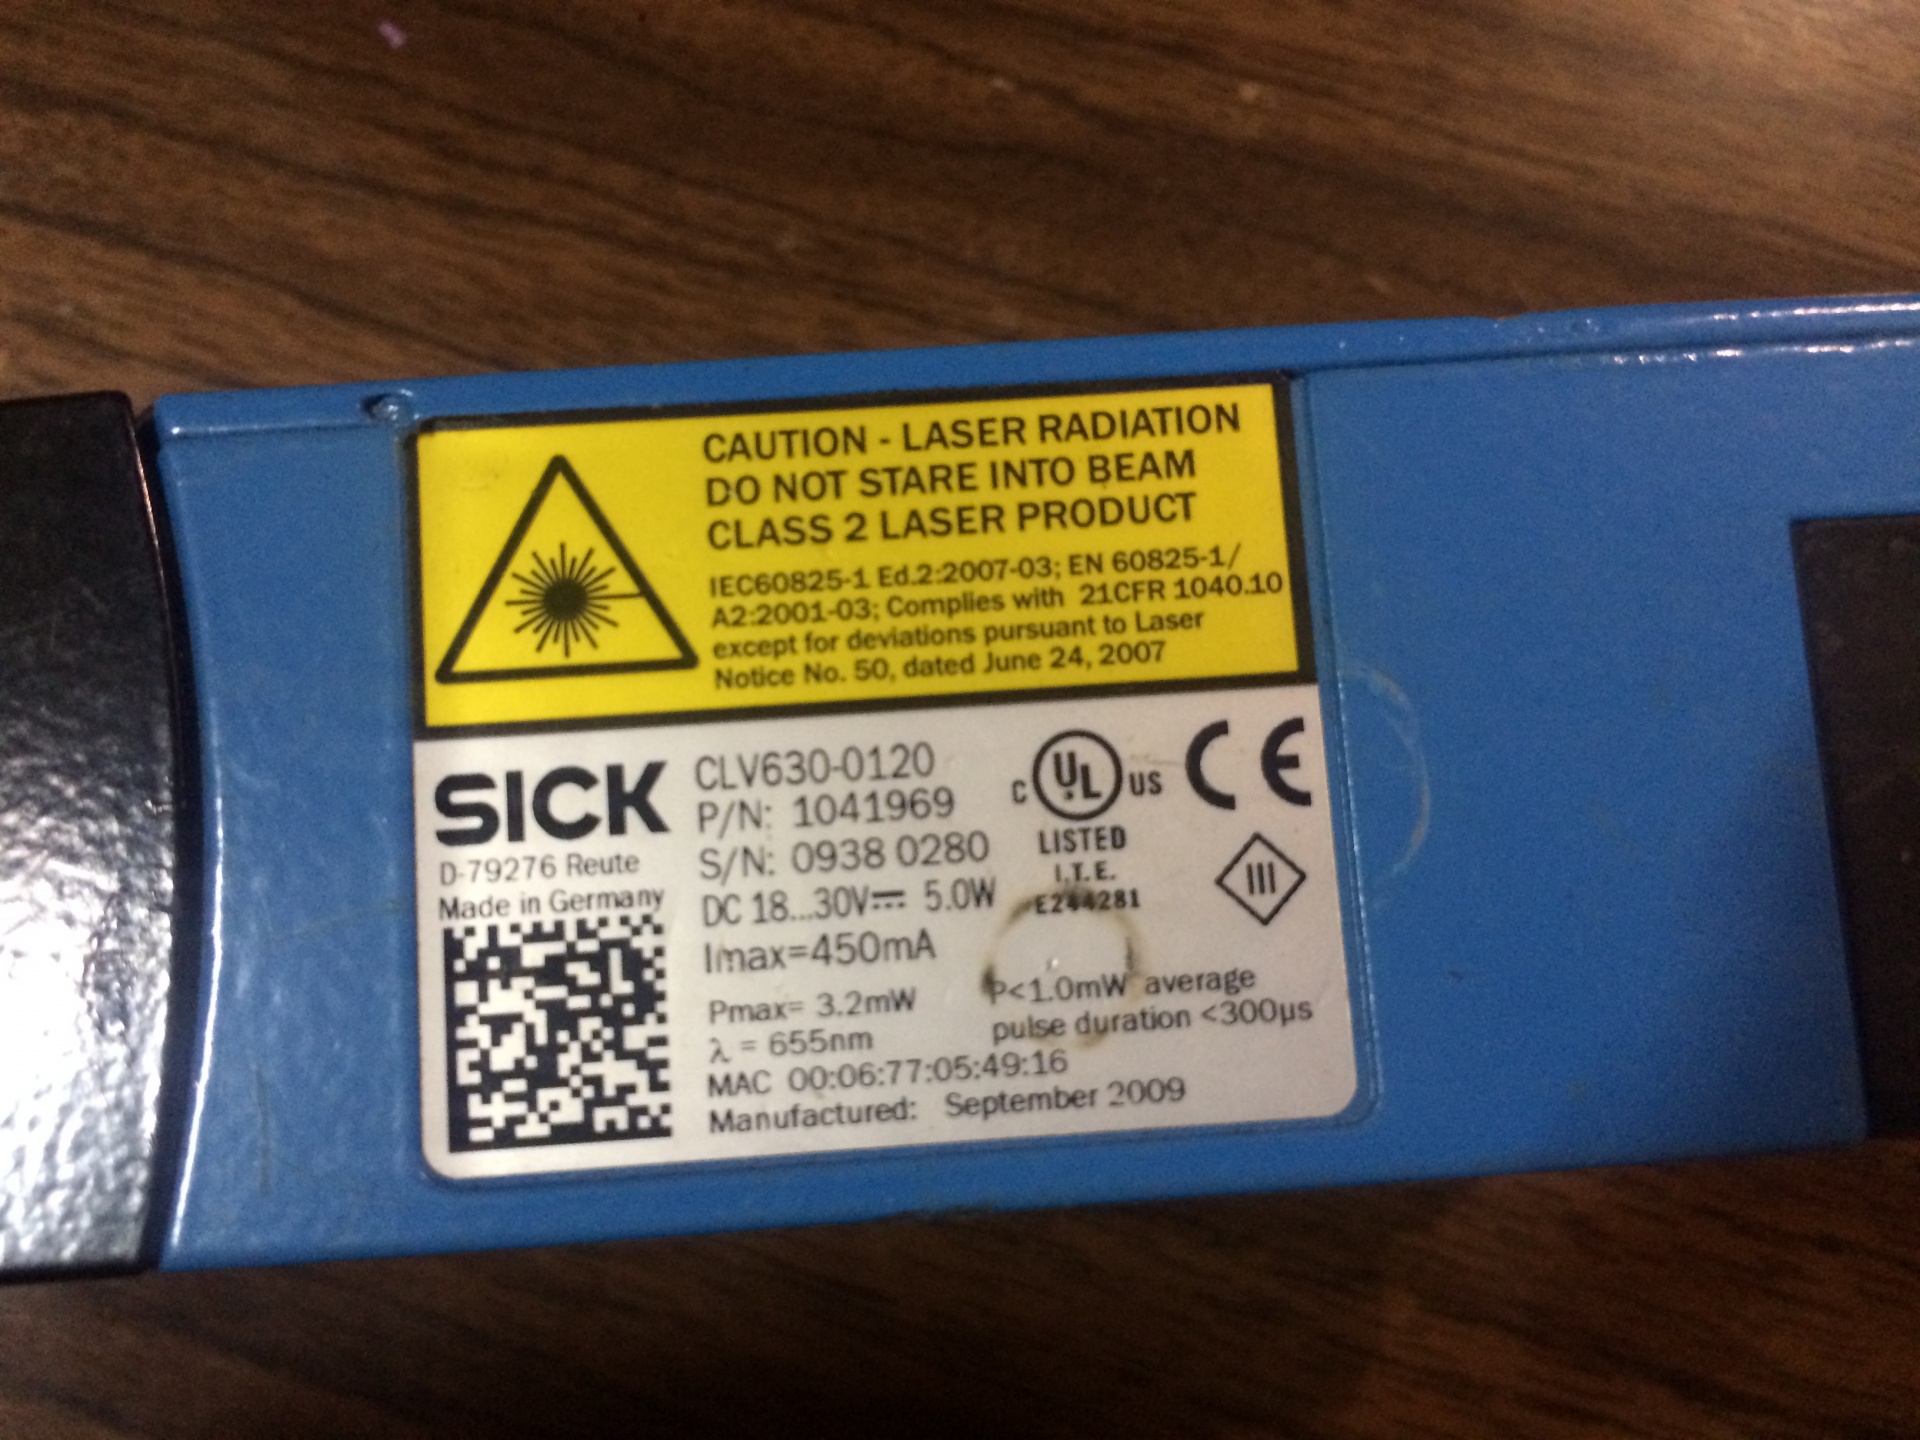 CAUTION - LASER RADIATION
DO NOT STARE INTO BEAM
CLASS 2 LASER PRODUCT
IEC60825-1 Ed.2:2007-03; EN 60825-1/
A2:2001-03; Complies with 21CFR 1040.10
except for deviations pursuant to Laser
Notice No. 50, dated June 24, 2007
SICK
D-79276 Reute
Made in Germany
CLV630-0120
P/N: 1041969
S/N: 0938 0280
DC 18...30V⎓ 5.0W
Imax=450mA
Pmax= 3.2mW
λ = 655nm
MAC 00:06:77:05:49:16
Manufactured: September 2009
C UL US
LISTED
I.T.E.
E244281
CE
III
P<1.0mW average
pulse duration <300µs